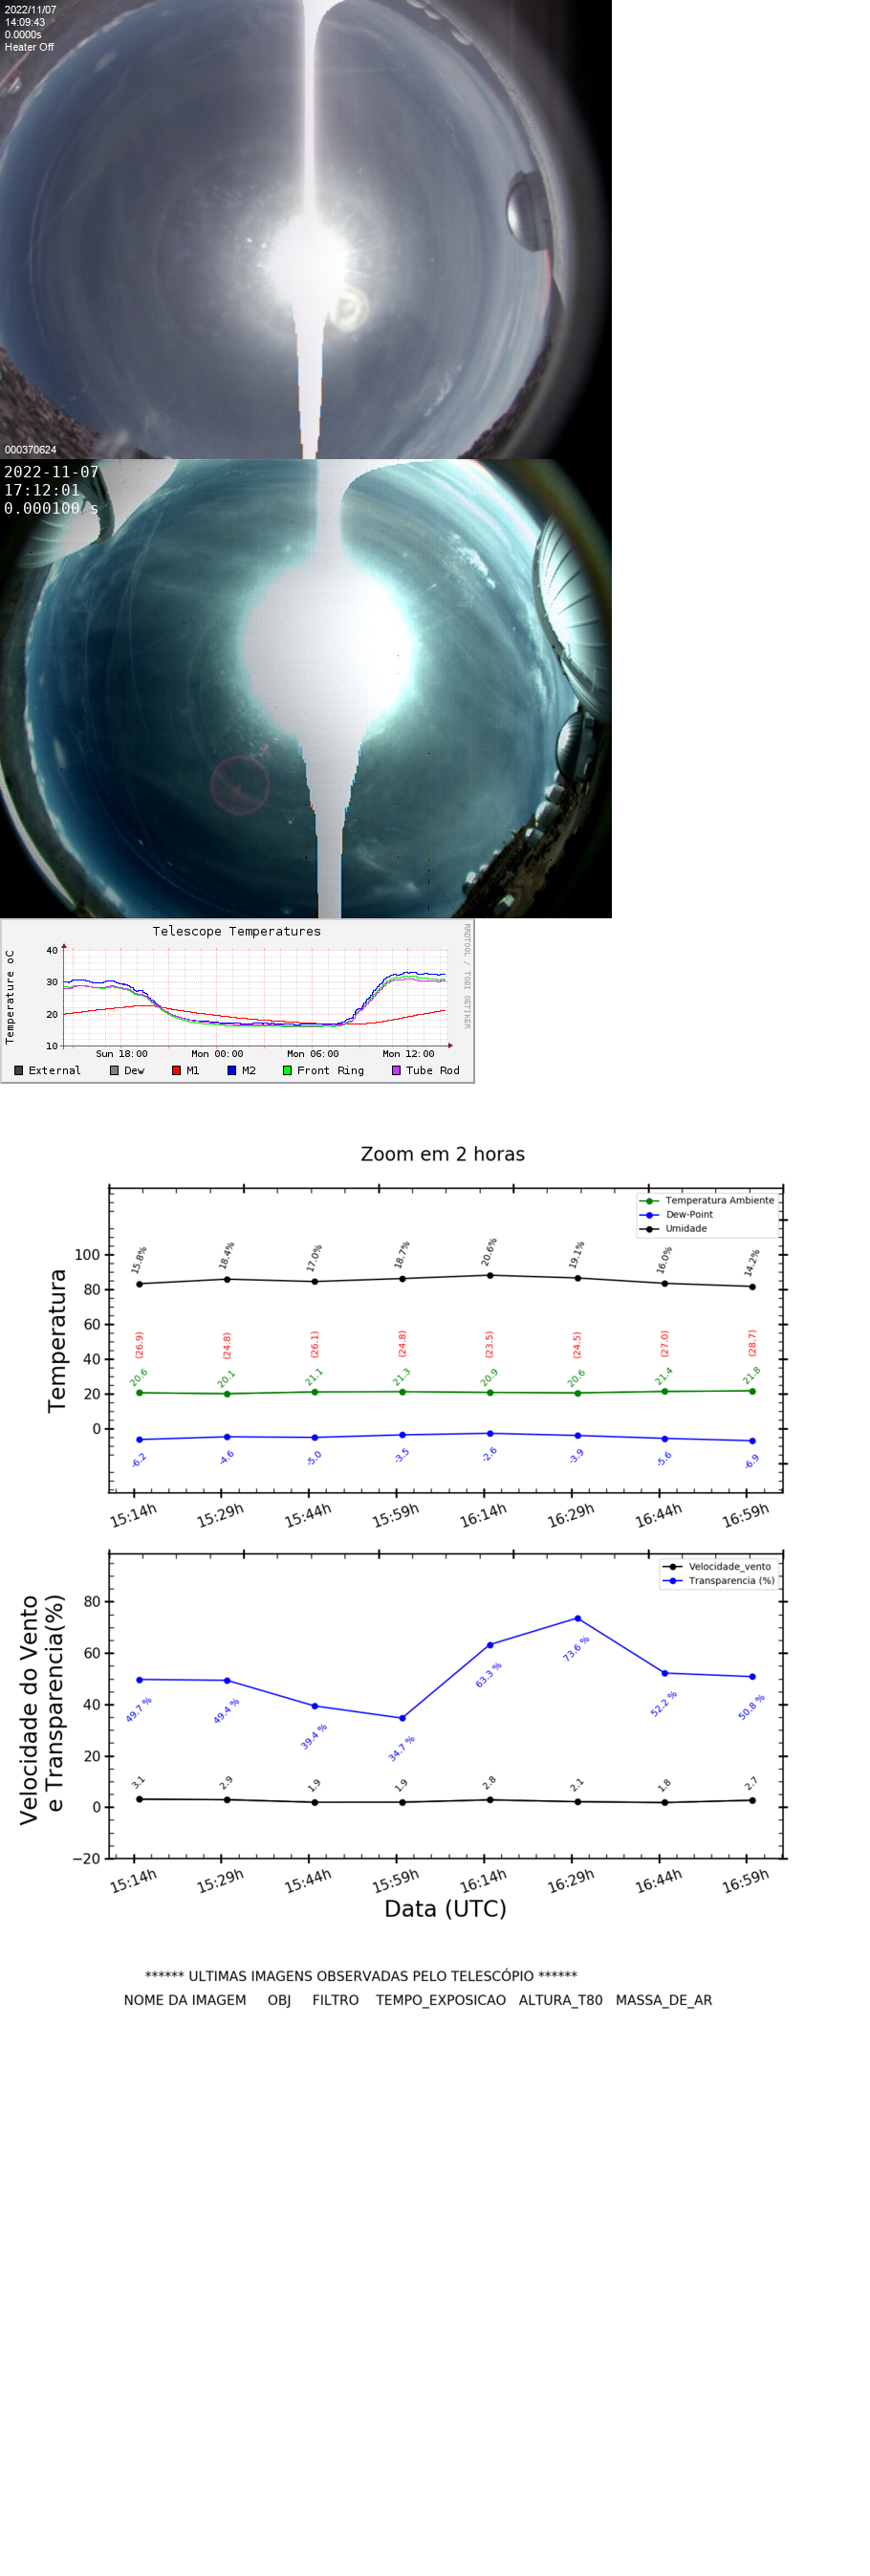 2022/11/07
14:09:43
0.0000s
Heater Off
000370624
2022-11-07
17:12:01
0.000100 s
Telescope Temperatures
RRDTOOL / TOBI OETIKER
Temperature oC
40
30
20
10
Sun 18:00 Mon 00:00 Mon 06:00 Mon 12:00
External Dew M1 M2 Front Ring Tube Rod
Zoom em 2 horas
Temperatura Ambiente
Dew-Point
Umidade
Temperatura
100
80
60
40
20
0
15.8% 18.4% 17.0% 18.7% 20.6% 19.1% 16.0% 14.2%
(26.9) (24.8) (26.1) (24.8) (23.5) (24.5) (27.0) (28.7)
20.6 20.1 21.1 21.3 20.9 20.6 21.4 21.8
-6.2 -4.6 -5.0 -3.5 -2.6 -3.9 -5.6 -6.9
15:14h 15:29h 15:44h 15:59h 16:14h 16:29h 16:44h 16:59h
Velocidade_vento
Transparencia (%)
Velocidade do Vento
e Transparencia(%)
80
60
40
20
0
−20
49.7 % 49.4 % 39.4 % 34.7 % 63.3 % 73.6 % 52.2 % 50.8 %
3.1 2.9 1.9 1.9 2.8 2.1 1.8 2.7
15:14h 15:29h 15:44h 15:59h 16:14h 16:29h 16:44h 16:59h
Data (UTC)
****** ULTIMAS IMAGENS OBSERVADAS PELO TELESCÓPIO ******
NOME DA IMAGEM OBJ FILTRO TEMPO_EXPOSICAO ALTURA_T80 MASSA_DE_AR